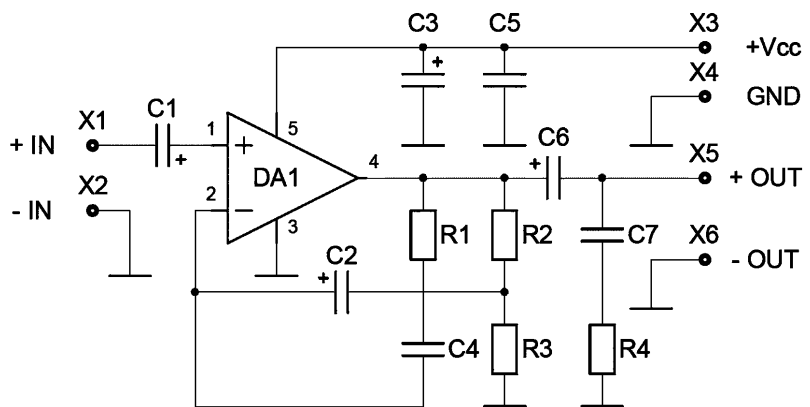 C3 C5 X3
+Vcc
X4
GND
C1
X1
+ IN
+
1
5
+
DA1
4
C6
+
X5
+ OUT
X2
- IN
2
−
3
R1
R2
C7
X6
- OUT
C2
+
C4
R3
R4
+